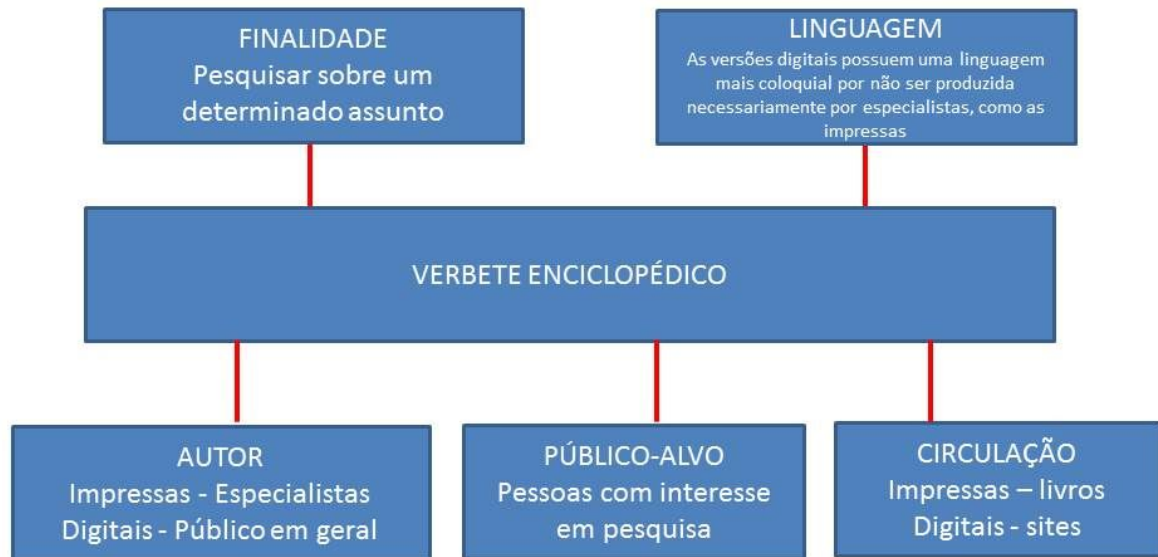 FINALIDADE
Pesquisar sobre um
determinado assunto
LINGUAGEM
As versões digitais possuem uma linguagem
mais coloquial por não ser produzida
necessariamente por especialistas, como as
impressas
VERBETE ENCICLOPÉDICO
AUTOR
Impressas - Especialistas
Digitais - Público em geral
PÚBLICO-ALVO
Pessoas com interesse
em pesquisa
CIRCULAÇÃO
Impressas – livros
Digitais - sites